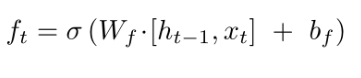 f_t = σ (W_f · [h_{t−1}, x_t] + b_f)